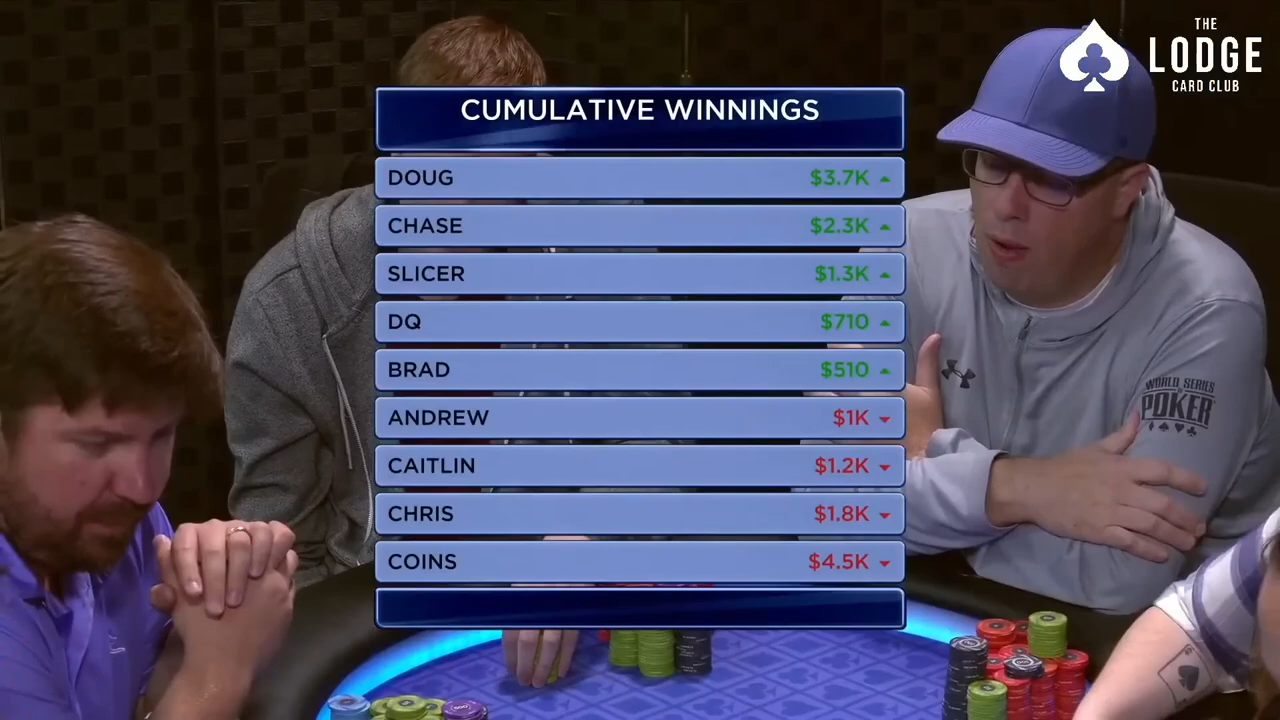 THE
LODGE
CARD CLUB
CUMULATIVE WINNINGS
DOUG $3.7K
CHASE $2.3K
SLICER $1.3K
DQ $710
BRAD $510
ANDREW $1K
CAITLIN $1.2K
CHRIS $1.8K
COINS $4.5K
WORLD SERIES
POKER